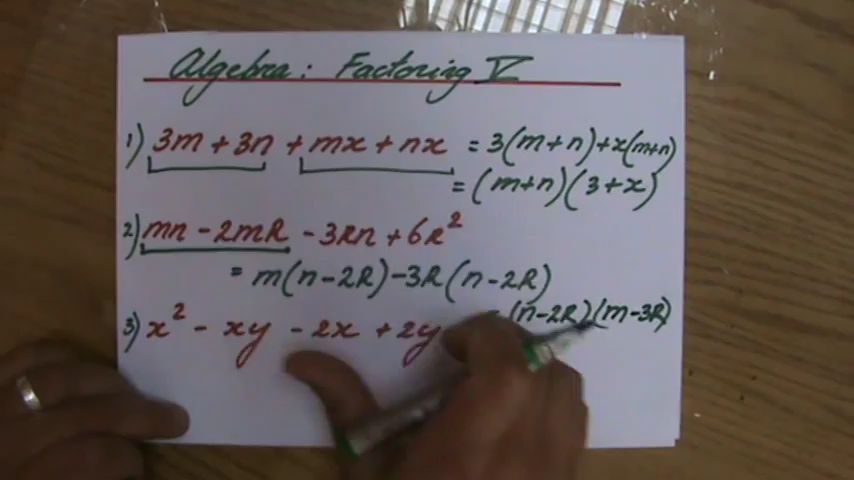 Algebra: Factoring V
1) 3m + 3n + mx + nx = 3(m+n)+x(m+n)
= (m+n)(3+x)
2) mn - 2mR - 3Rn + 6R²
= m(n-2R)-3R(n-2R)
= (n-2R)(m-3R)
3) x² - xy - 2x + 2y